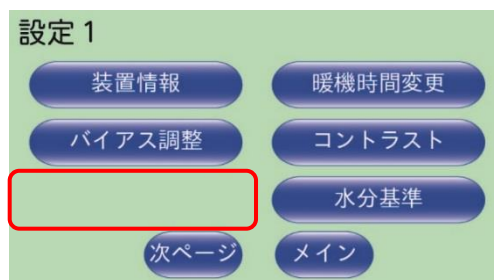 設定 1
装置情報
暖機時間変更
バイアス調整
コントラスト
水分基準
次ページ
メイン